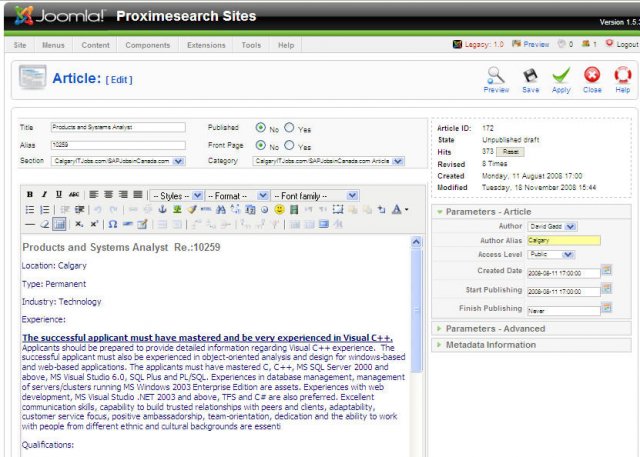 Joomla! Proximesearch Sites
Version 1.5.
Site Menus Content Components Extensions Tools Help Legacy: 1.0 Preview 0 1 Logout
Article: [ Edit ]
Preview Save Apply Close Help
Title Products and Systems Analyst Published No Yes
Alias 10259 Front Page No Yes
Section CalgaryITJobs.com/SAPJobsinCanada.com Category CalgaryITJobs.com/SAPJobsinCanada.com Article
Article ID: 172
State Unpublished draft
Hits 373 Reset
Revised 8 Times
Created Monday, 11 August 2008 17:00
Modified Tuesday, 18 November 2008 15:44
B I U ABC -- Styles -- -- Format -- -- Font family --
Products and Systems Analyst Re.:10259
Location: Calgary
Type: Permanent
Industry: Technology
Experience:
The successful applicant must have mastered and be very experienced in Visual C++.
Applicants should be prepared to provide detailed information regarding Visual C++ experience. The
successful applicant must also be experienced in object-oriented analysis and design for windows-based
and web-based applications. The applicants must have mastered C, C++, MS SQL Server 2000 and
above, MS Visual Studio 6.0, SQL Plus and PL/SQL. Experiences in database management, management
of servers/clusters running MS Windows 2003 Enterprise Edition are assets. Experiences with web
development, MS Visual Studio .NET 2003 and above, TFS and C# are also preferred. Excellent
communication skills, capability to build trusted relationships with peers and clients, adaptability,
customer service focus, positive ambassadorship, team-orientation, dedication and the ability to work
with people from different ethnic and cultural backgrounds are essenti
Qualifications:
Parameters - Article
Author David Gadd
Author Alias Calgary
Access Level Public
Created Date 2008-08-11 17:00:00
Start Publishing 2008-08-11 17:00:00
Finish Publishing Never
Parameters - Advanced
Metadata Information